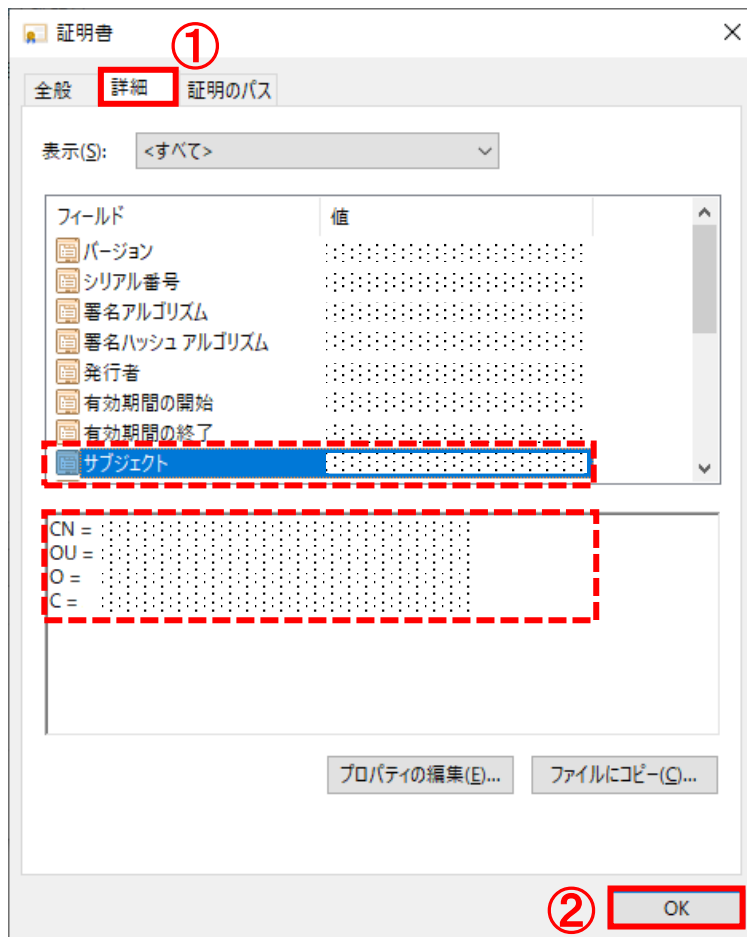 証明書
①
全般 詳細 証明のパス
表示(S): <すべて>
フィールド 値
バージョン
シリアル番号
署名アルゴリズム
署名ハッシュ アルゴリズム
発行者
有効期間の開始
有効期間の終了
サブジェクト
CN =
OU =
O =
C =
プロパティの編集(E)... ファイルにコピー(C)...
② OK